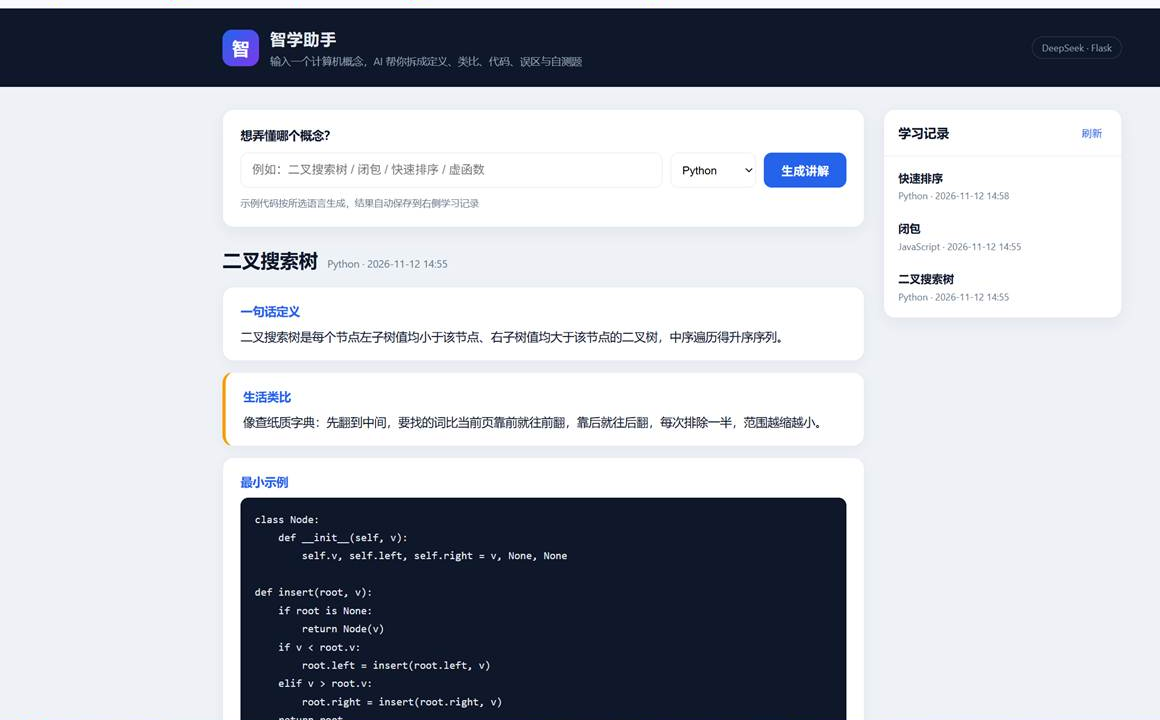 智
智学助手
输入一个计算机概念，AI 帮你拆成定义、类比、代码、误区与自测题
DeepSeek · Flask
想弄懂哪个概念？
例如：二叉搜索树 / 闭包 / 快速排序 / 虚函数
Python
生成讲解
示例代码按所选语言生成，结果自动保存到右侧学习记录
二叉搜索树 Python · 2026-11-12 14:55
一句话定义
二叉搜索树是每个节点左子树值均小于该节点、右子树值均大于该节点的二叉树，中序遍历得升序序列。
生活类比
像查纸质字典：先翻到中间，要找的词比当前页靠前就往前翻，靠后就往后翻，每次排除一半，范围越缩越小。
最小示例
class Node:
    def __init__(self, v):
        self.v, self.left, self.right = v, None, None
def insert(root, v):
    if root is None:
        return Node(v)
    if v < root.v:
        root.left = insert(root.left, v)
    elif v > root.v:
        root.right = insert(root.right, v)
    return root
学习记录
刷新
快速排序
Python · 2026-11-12 14:58
闭包
JavaScript · 2026-11-12 14:55
二叉搜索树
Python · 2026-11-12 14:55